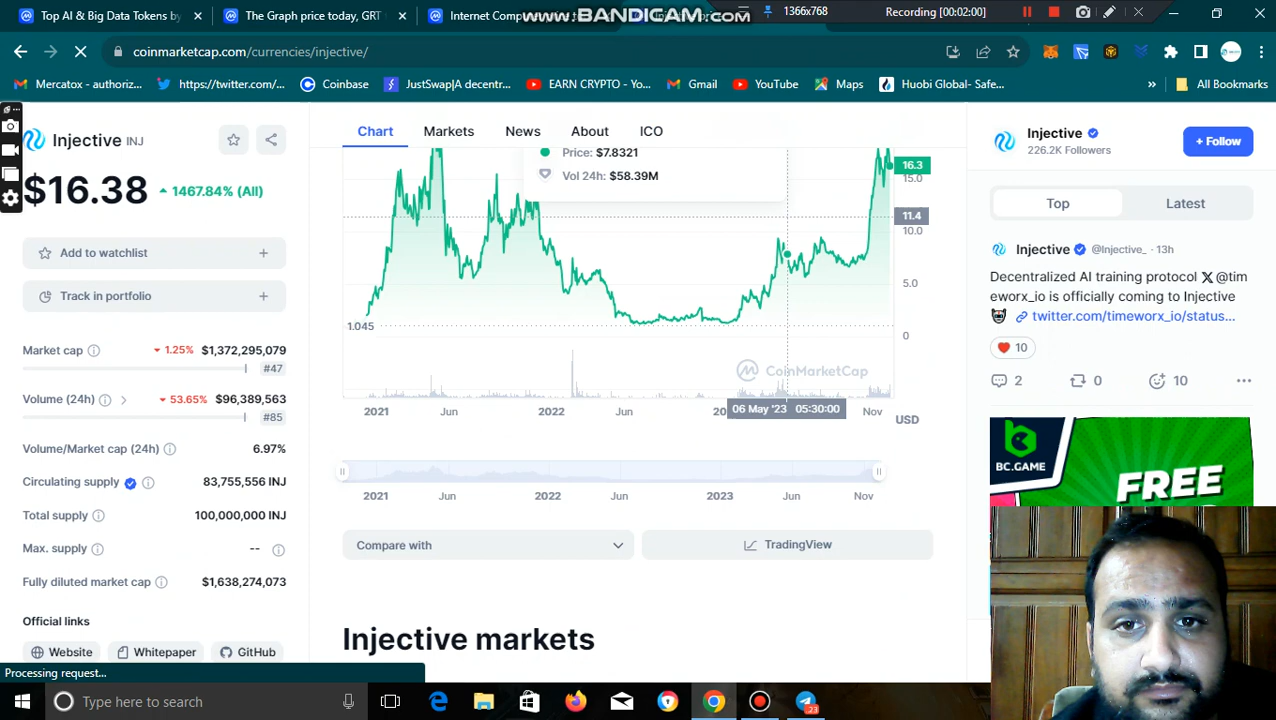 Top AI & Big Data Tokens by
The Graph price today, GRT
Internet Comp
www.BANDICAM.com
1366x768
Recording [00:02:00]
coinmarketcap.com/currencies/injective/
Mercatox - authoriz...
https://twitter.com/
Coinbase
JustSwap|A decentr...
EARN CRYPTO - Yo...
Gmail
YouTube
Maps
Huobi Global- Safe...
»
All Bookmarks
Injective INJ
$16.38
1467.84% (All)
Add to watchlist
Track in portfolio
Market cap
1.25% $1,372,295,079
#47
Volume (24h)
53.65% $96,389,563
#85
Volume/Market cap (24h)
6.97%
Circulating supply
83,755,556 INJ
Total supply
100,000,000 INJ
Max. supply
--
Fully diluted market cap
$1,638,274,073
Official links
Website
Whitepaper
GitHub
Processing request...
Chart
Markets
News
About
ICO
Price: $7.8321
Vol 24h: $58.39M
16.3
15.0
11.4
10.0
5.0
0
1.045
CoinMarketCap
2021
Jun
2022
Jun
20
06 May '23 05:30:00
Nov
USD
2021
Jun
2022
Jun
2023
Jun
Nov
Compare with
TradingView
Injective markets
Injective
226.2K Followers
+ Follow
Top
Latest
Injective
@Injective_ · 13h
Decentralized AI training protocol X @tim
eworx_io is officially coming to Injective
twitter.com/timeworx_io/status...
10
2
0
10
BC.GAME
FREE
Type here to search
23